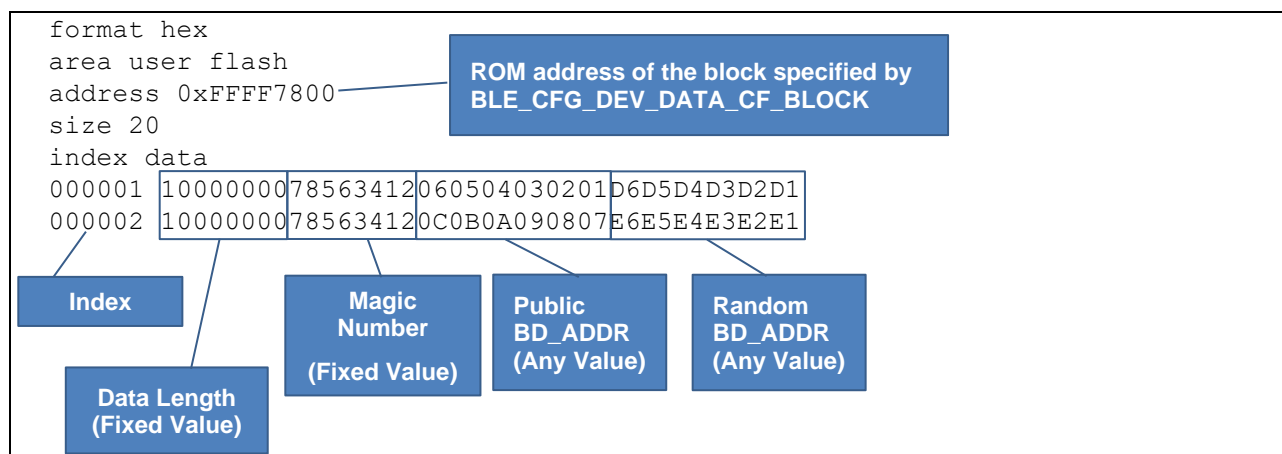 format hex
area user flash
address 0xFFFF7800
size 20
index data
000001 1000000078563412060504030201D6D5D4D3D2D1
000002 10000000785634120C0B0A090807E6E5E4E3E2E1
ROM address of the block specified by
BLE_CFG_DEV_DATA_CF_BLOCK
Index
Data Length
(Fixed Value)
Magic
Number
(Fixed Value)
Public
BD_ADDR
(Any Value)
Random
BD_ADDR
(Any Value)